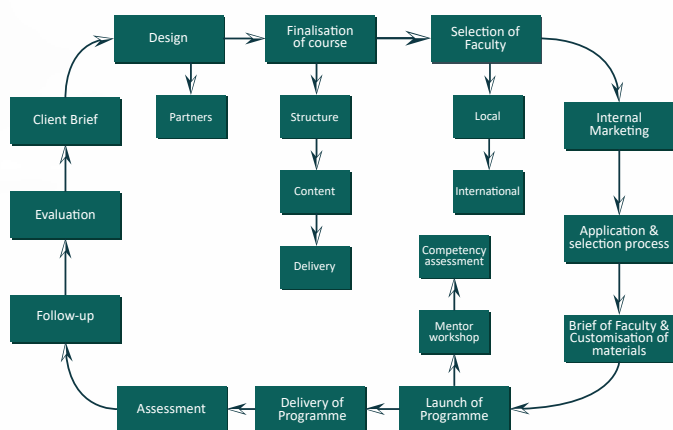 Design
Finalisation
of course
Selection of
Faculty
Client Brief
Partners
Structure
Local
Internal
Marketing
Evaluation
Content
International
Application &
selection process
Delivery
Competency
assessment
Follow-up
Mentor
workshop
Brief of Faculty &
Customisation of
materials
Assessment
Delivery of
Programme
Launch of
Programme